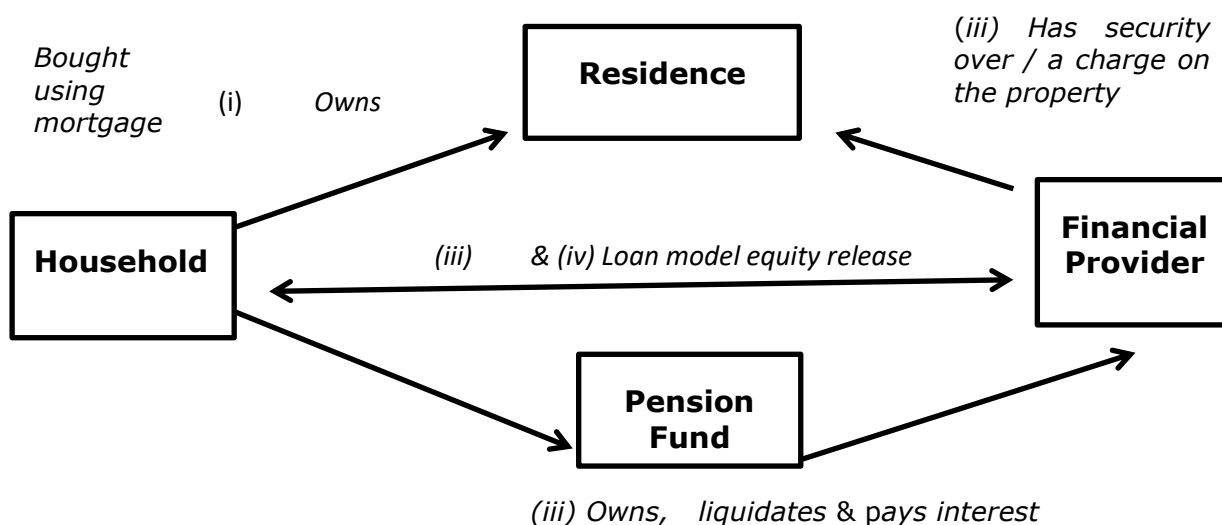 Bought
using
mortgage
(i) Owns
Residence
(iii) Has security
over / a charge on
the property
Household
(iii) & (iv) Loan model equity release
Financial
Provider
Pension
Fund
(iii) Owns, liquidates & pays interest